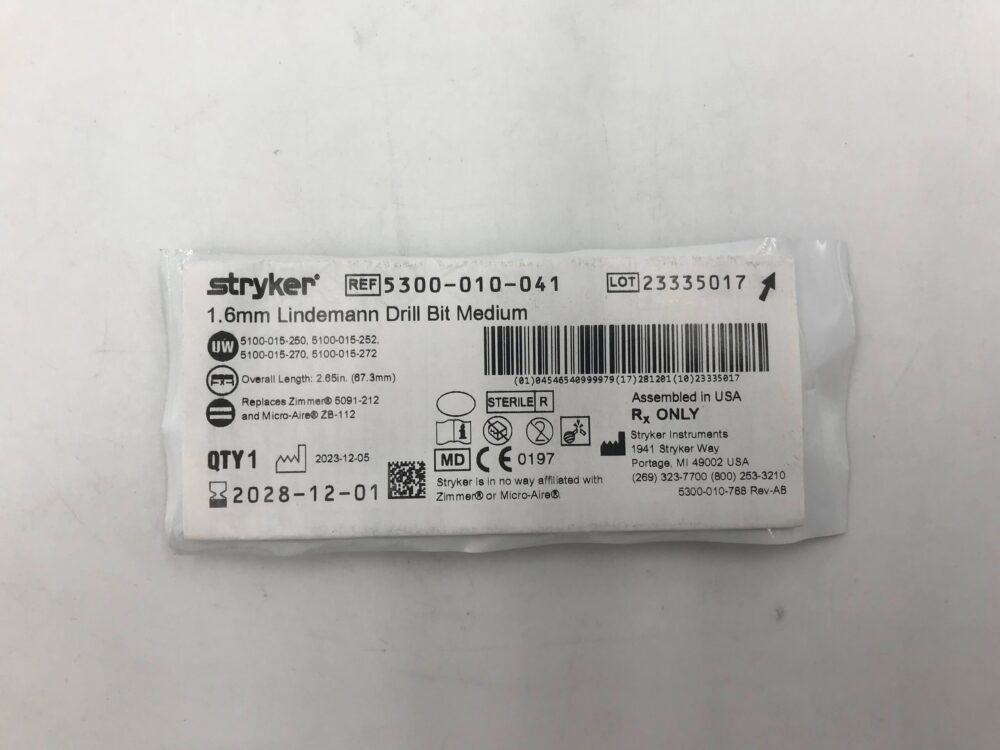 stryker® REF 5300-010-041 LOT 23335017
1.6mm Lindemann Drill Bit Medium
UW 5100-015-250, 5100-015-252,
5100-015-270, 5100-015-272
(01)04546540999979(17)281201(10)23335017
Overall Length: 2.65in. (67.3mm)
Replaces Zimmer® 5091-212
and Micro-Aire® ZB-112
STERILE R
Assembled in USA
Rx ONLY
QTY 1 2023-12-05
2028-12-01
MD CE 0197
Stryker is in no way affiliated with
Zimmer® or Micro-Aire®.
Stryker Instruments
1941 Stryker Way
Portage, MI 49002 USA
(269) 323-7700 (800) 253-3210
5300-010-788 Rev-AB